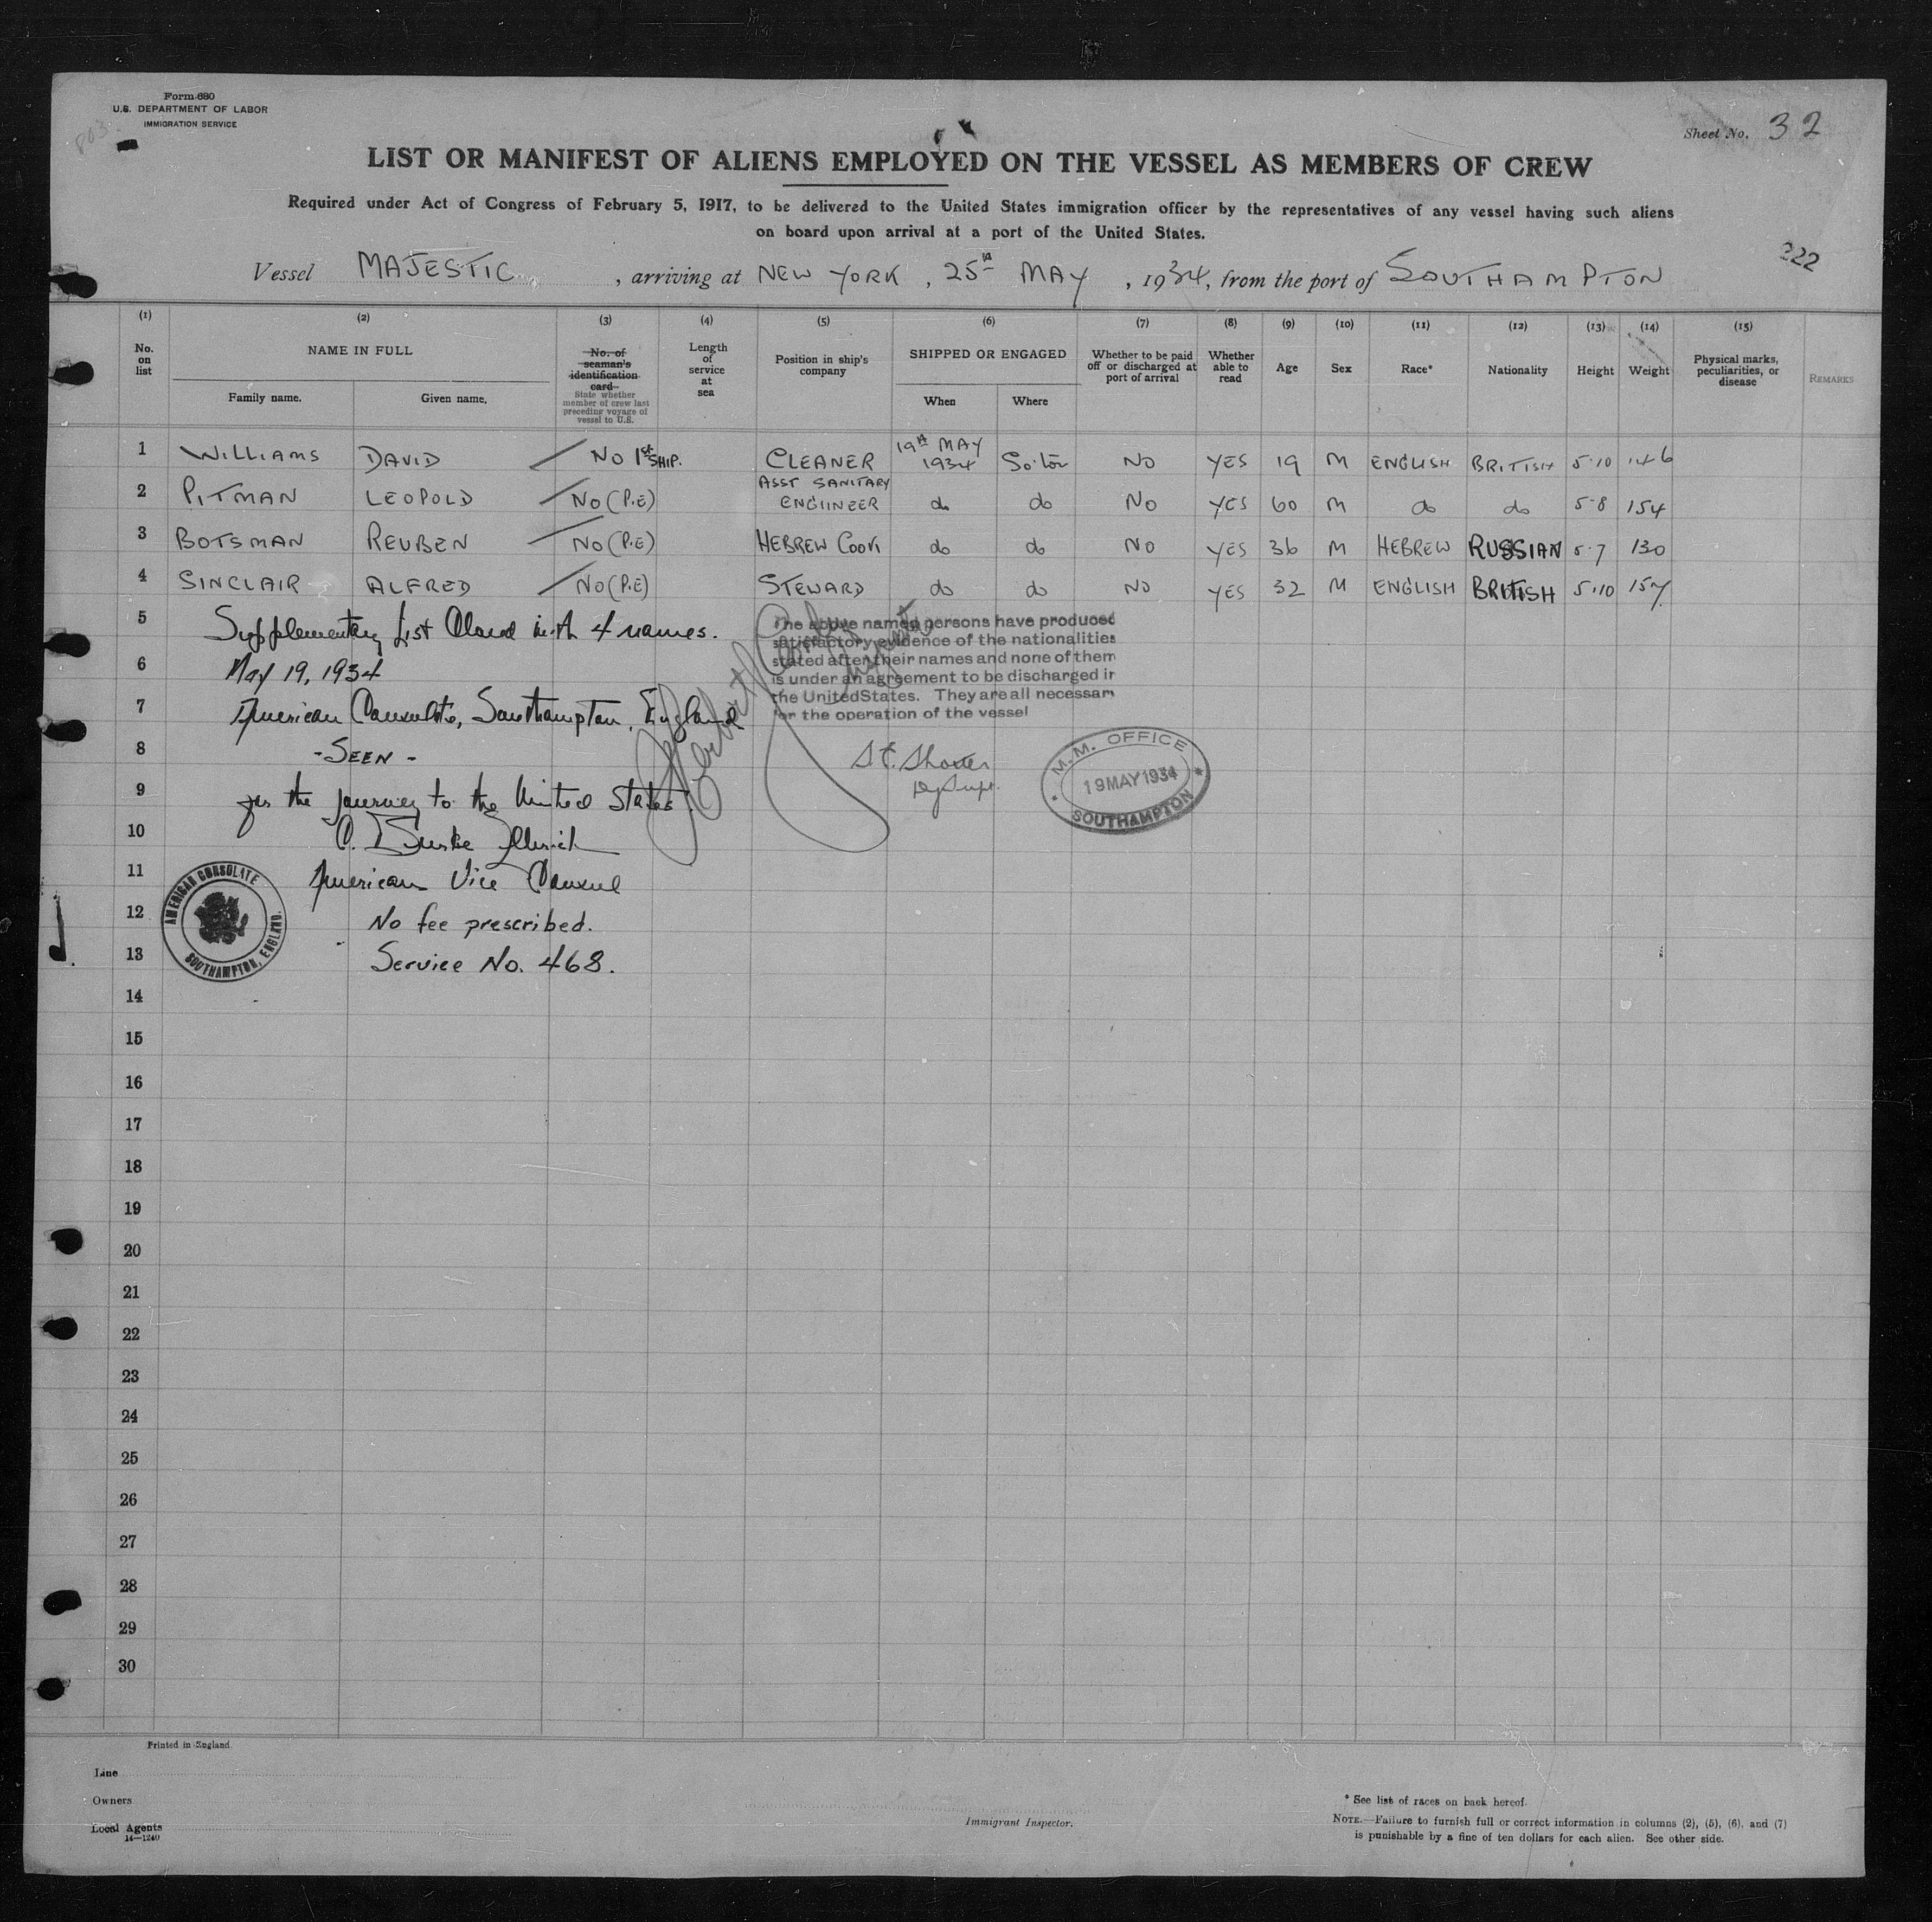 Form 680
U.S. DEPARTMENT OF LABOR
IMMIGRATION SERVICE
Sheet No. 32
LIST OR MANIFEST OF ALIENS EMPLOYED ON THE VESSEL AS MEMBERS OF CREW
Required under Act of Congress of February 5, 1917, to be delivered to the United States immigration officer by the representatives of any vessel having such aliens
on board upon arrival at a port of the United States.
222
Vessel MAJESTIC, arriving at NEW YORK, 25th MAY, 1934, from the port of SOUTHAMPTON
(1) (2) (3) (4) (5) (6) (7) (8) (9) (10) (11) (12) (13) (14) (15)
No. on list
NAME IN FULL
Family name. Given name.
No. of seaman's identification card
State whether member of crew last preceding voyage of vessel to U.S.
Length of service at sea
Position in ship's company
SHIPPED OR ENGAGED
When Where
Whether to be paid off or discharged at port of arrival
Whether able to read
Age
Sex
Race*
Nationality
Height
Weight
Physical marks, peculiarities, or disease
REMARKS
1 WILLIAMS DAVID No 1st SHIP. CLEANER 19th MAY 1934 So'ton NO YES 19 M ENGLISH BRITISH 5·10 146
2 PITMAN LEOPOLD NO (P.E) ASST SANITARY ENGINEER do do NO YES 60 M do do 5·8 154
3 BOTSMAN REUBEN NO (P.E) HEBREW COOK do do NO YES 36 M HEBREW RUSSIAN 5·7 130
4 SINCLAIR ALFRED NO (P.E) STEWARD do do NO YES 32 M ENGLISH BRITISH 5·10 157
5 Supplementary List Closed with 4 names.
6 May 19, 1934
7 American Consulate, Southampton, England
8 - SEEN -
9 for the journey to the United States.
10
11 American Vice Consul
12 No fee prescribed.
13 Service No. 468.
The above named persons have produced
satisfactory evidence of the nationalities
stated after their names and none of them
is under an agreement to be discharged in
the United States. They are all necessary
for the operation of the vessel
S.C. Shorter
M.M. OFFICE
19 MAY 1934
SOUTHAMPTON
AMERICAN CONSULATE
SOUTHAMPTON, ENGLAND.
14
15
16
17
18
19
20
21
22
23
24
25
26
27
28
29
30
Printed in England.
Line
Owners
Local Agents
14—1240
Immigrant Inspector.
* See list of races on back hereof.
NOTE.—Failure to furnish full or correct information in columns (2), (5), (6), and (7)
is punishable by a fine of ten dollars for each alien. See other side.